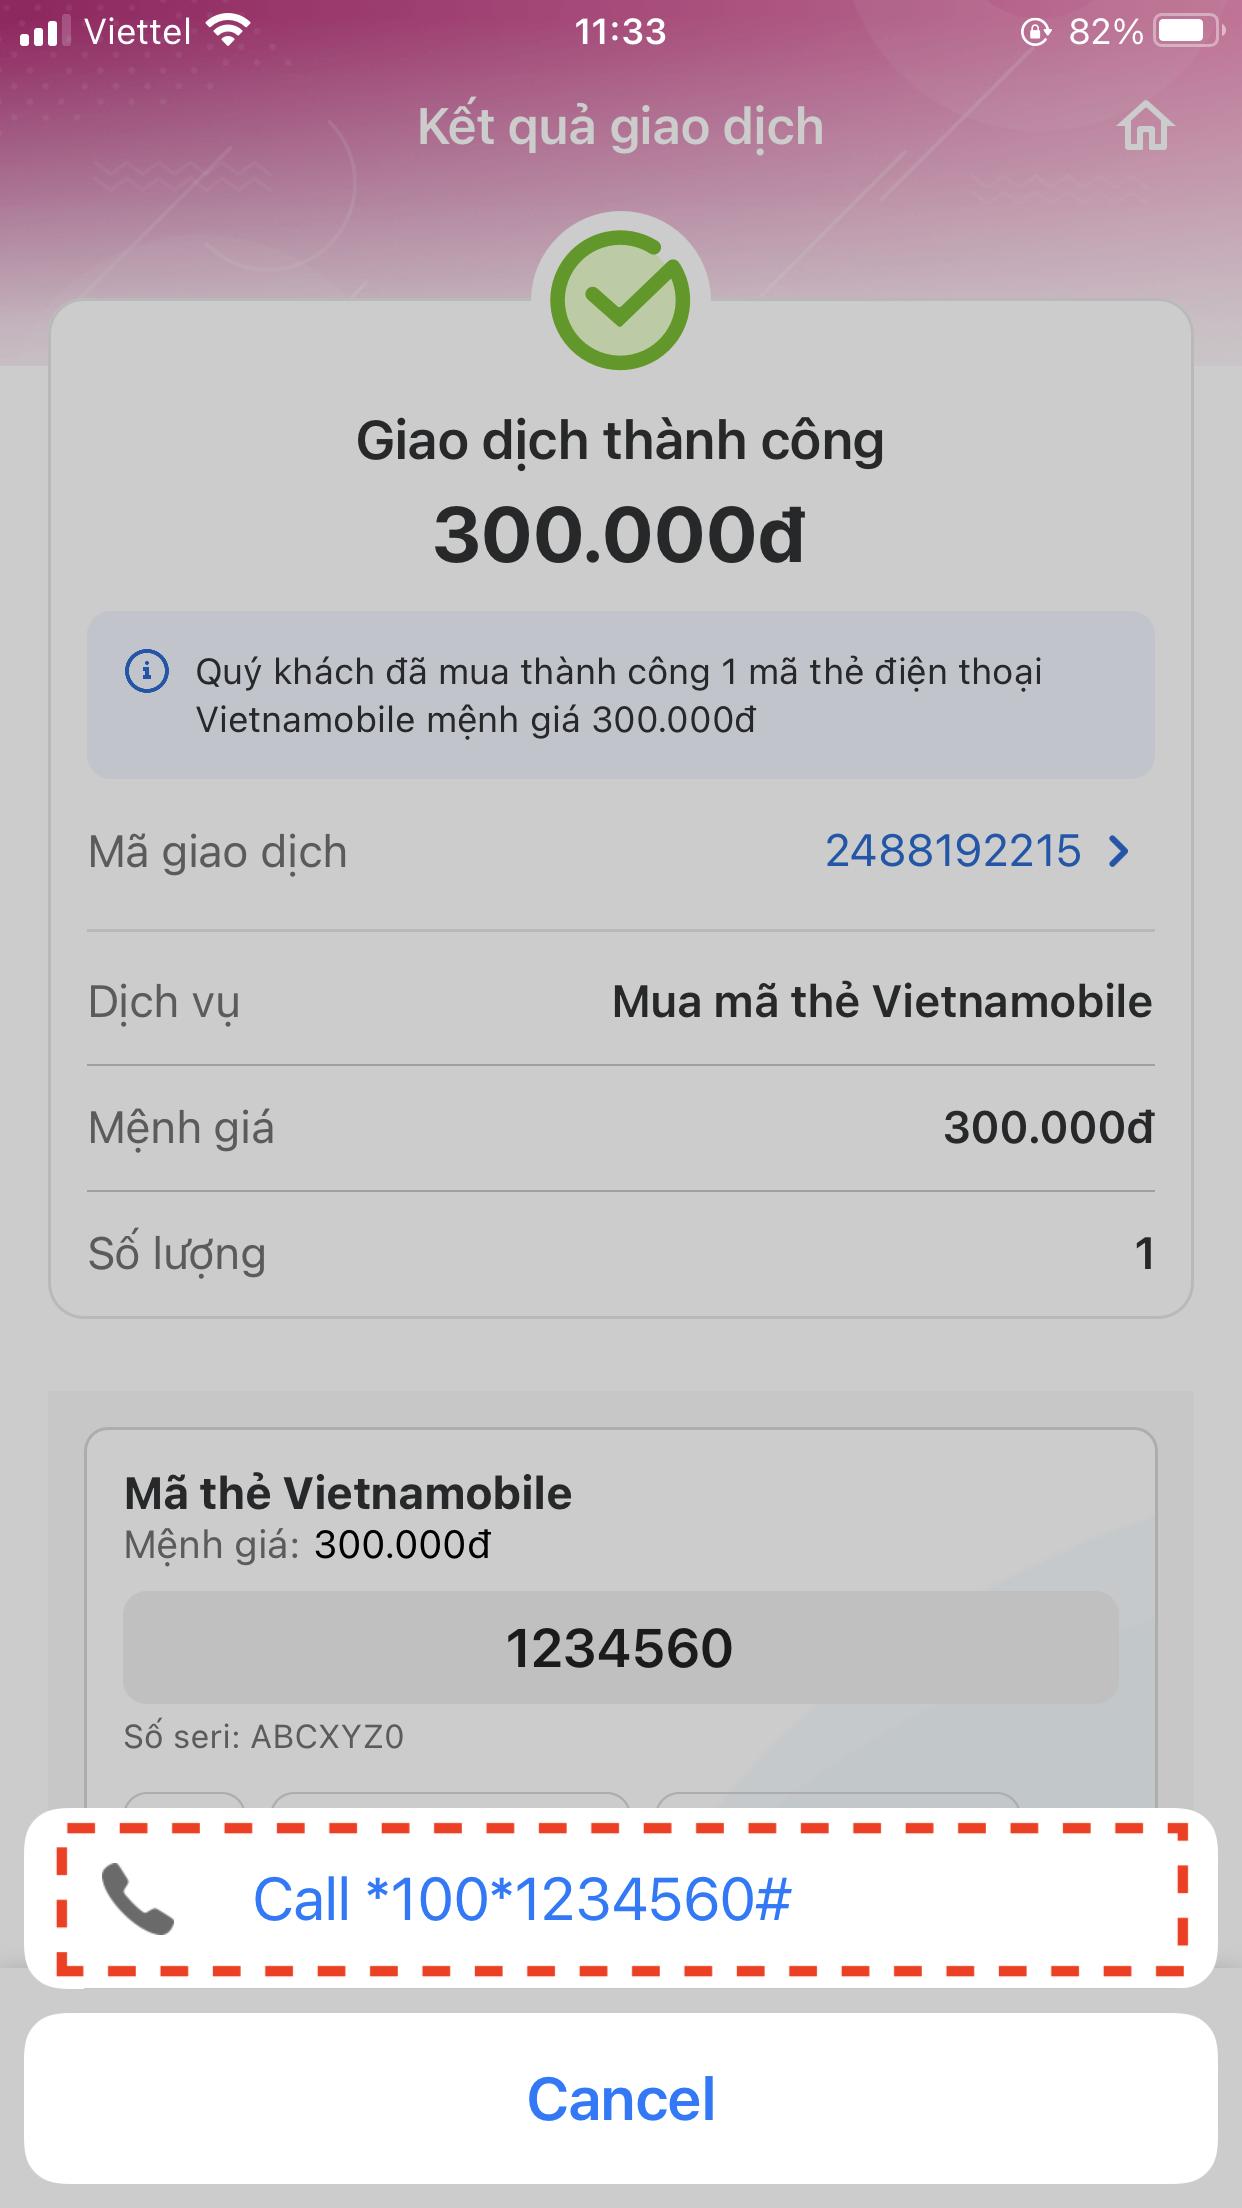 Viettel 11:33 82%
Kết quả giao dịch
Giao dịch thành công
300.000đ
Quý khách đã mua thành công 1 mã thẻ điện thoại
Vietnamobile mệnh giá 300.000đ
Mã giao dịch 2488192215
Dịch vụ Mua mã thẻ Vietnamobile
Mệnh giá 300.000đ
Số lượng 1
Mã thẻ Vietnamobile
Mệnh giá: 300.000đ
1234560
Số seri: ABCXYZ0
Call *100*1234560#
Cancel